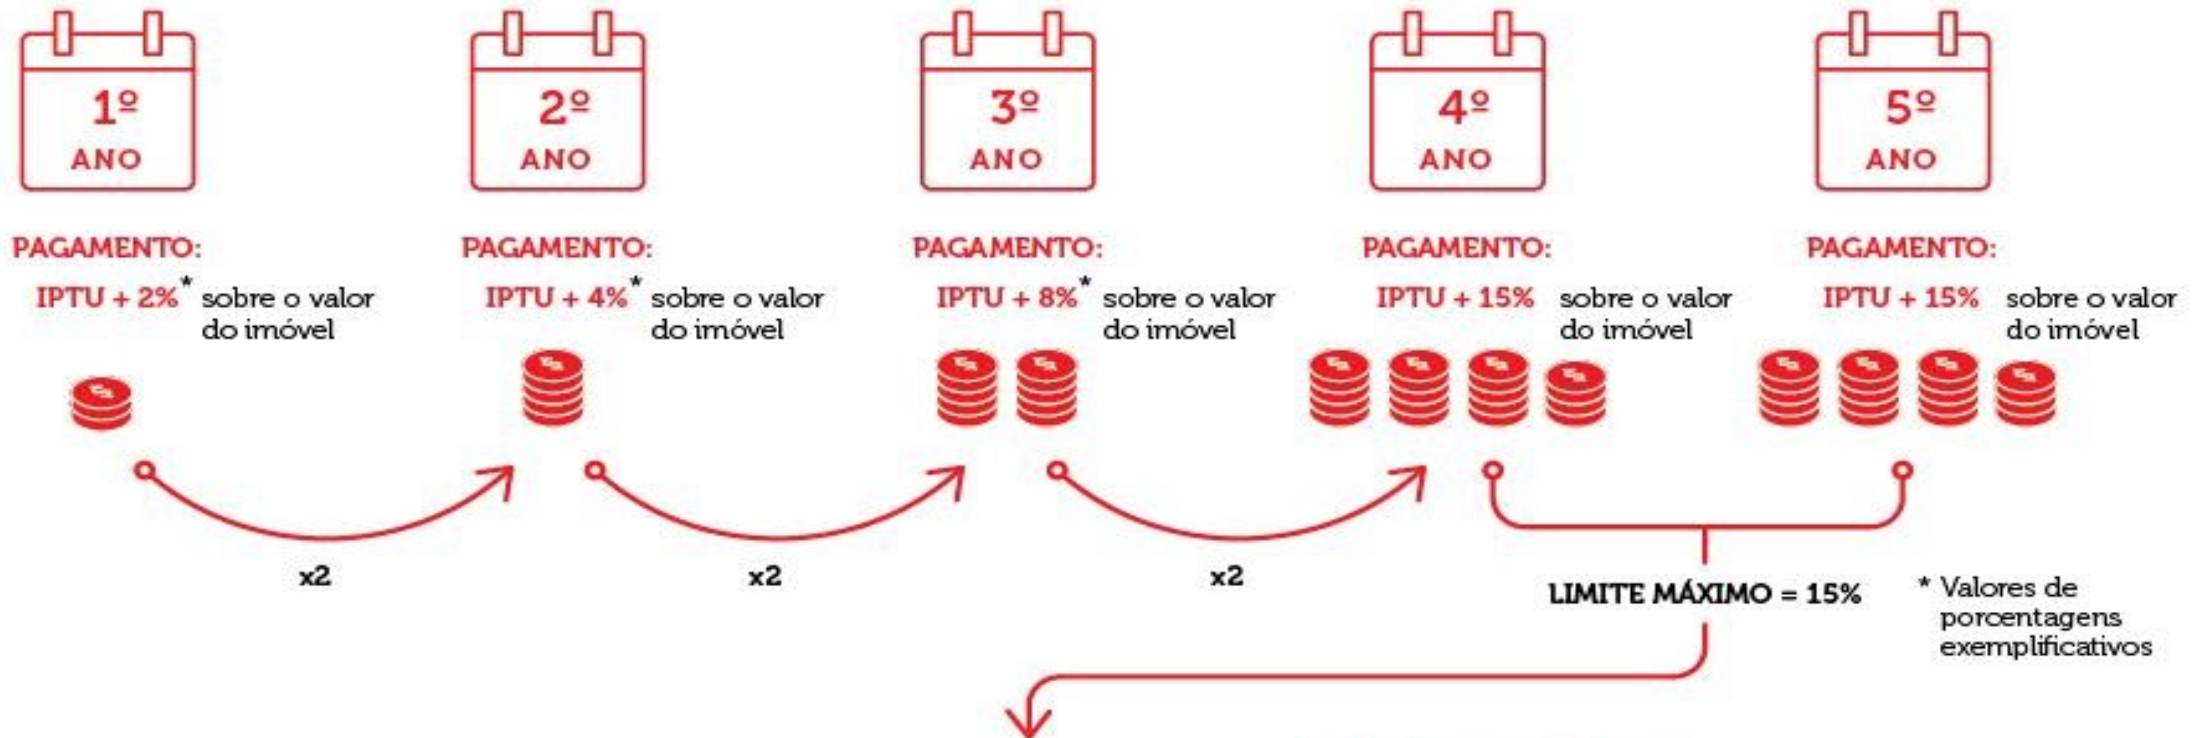 1º
ANO
2º
ANO
3º
ANO
4º
ANO
5º
ANO
PAGAMENTO:
IPTU + 2%* sobre o valor
do imóvel
PAGAMENTO:
IPTU + 4%* sobre o valor
do imóvel
PAGAMENTO:
IPTU + 8%* sobre o valor
do imóvel
PAGAMENTO:
IPTU + 15% sobre o valor
do imóvel
PAGAMENTO:
IPTU + 15% sobre o valor
do imóvel
x2
x2
x2
LIMITE MÁXIMO = 15%
* Valores de
porcentagens
exemplificativos